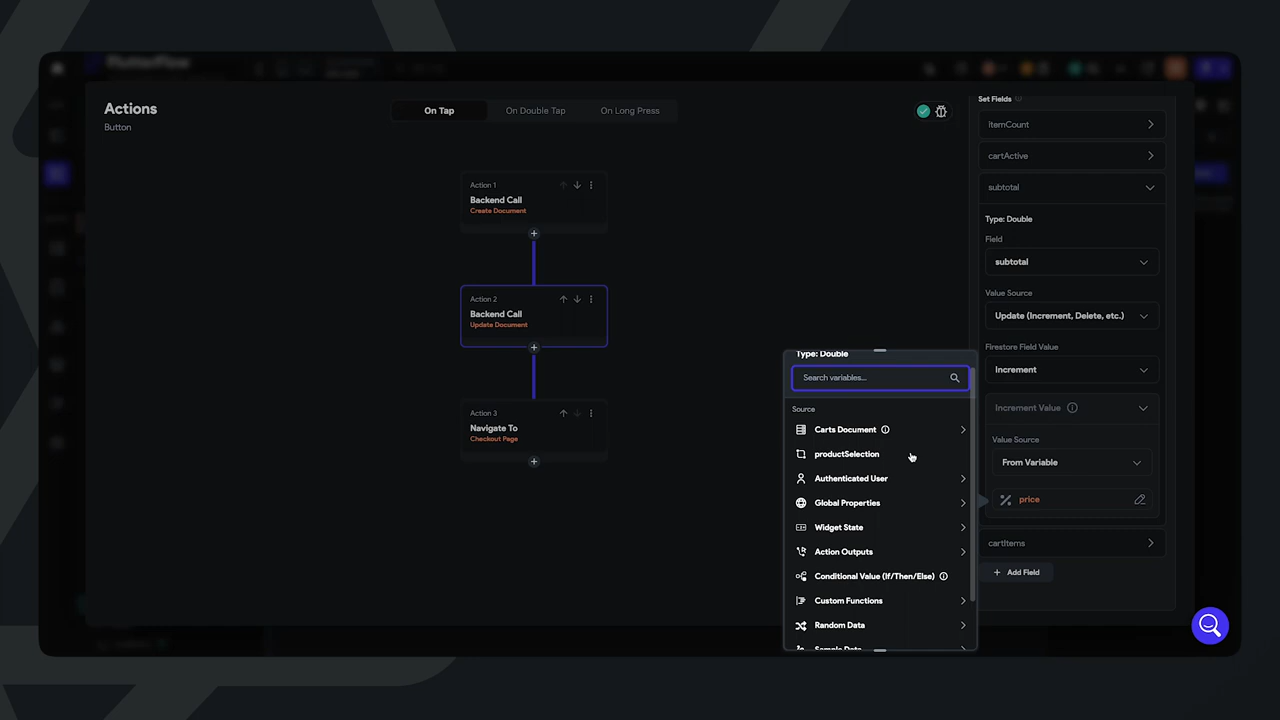 FlutterFlow
Actions
Button
On Tap
On Double Tap
On Long Press
Action 1
Backend Call
Create Document
Action 2
Backend Call
Update Document
Action 3
Navigate To
Checkout Page
Type: Double
Search variables...
Source
Carts Document
productSelection
Authenticated User
Global Properties
Widget State
Action Outputs
Conditional Value (If/Then/Else)
Custom Functions
Random Data
Sample Data
Set Fields
itemCount
cartActive
subtotal
Type: Double
Field
subtotal
Value Source
Update (Increment, Delete, etc.)
Firestore Field Value
Increment
Increment Value
Value Source
From Variable
price
cartItems
+ Add Field